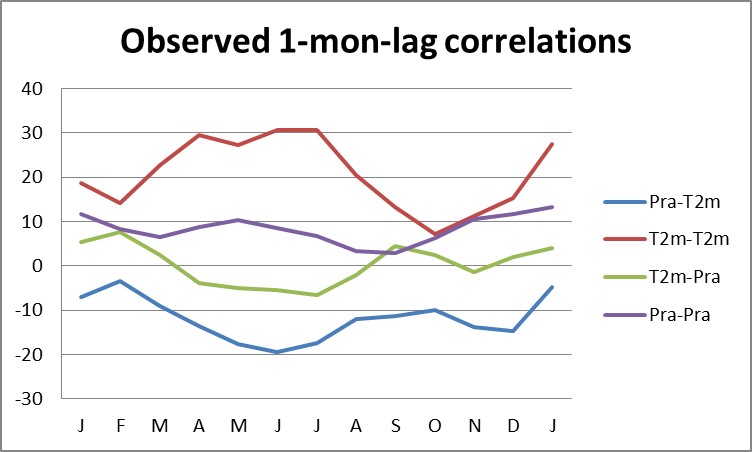 Observed 1-mon-lag correlations
40
30
20
10
0
-10
-20
-30
J F M A M J J A S O N D J
Pra-T2m
T2m-T2m
T2m-Pra
Pra-Pra